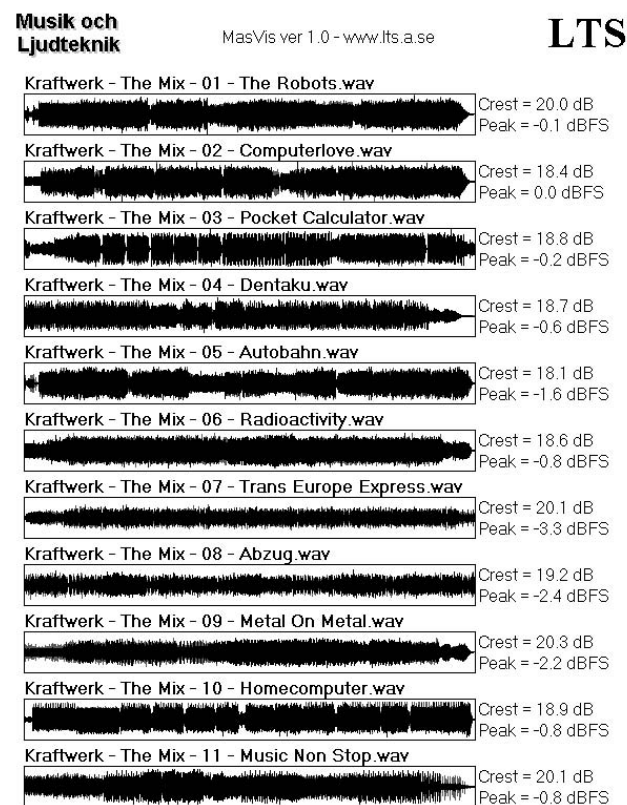 Musik och
Ljudteknik
MasVis ver 1.0 - www.lts.a.se
LTS
Kraftwerk - The Mix - 01 - The Robots.wav
Crest = 20.0 dB
Peak = -0.1 dBFS
Kraftwerk - The Mix - 02 - Computerlove.wav
Crest = 18.4 dB
Peak = 0.0 dBFS
Kraftwerk - The Mix - 03 - Pocket Calculator.wav
Crest = 18.8 dB
Peak = -0.2 dBFS
Kraftwerk - The Mix - 04 - Dentaku.wav
Crest = 18.7 dB
Peak = -0.6 dBFS
Kraftwerk - The Mix - 05 - Autobahn.wav
Crest = 18.1 dB
Peak = -1.6 dBFS
Kraftwerk - The Mix - 06 - Radioactivity.wav
Crest = 18.6 dB
Peak = -0.8 dBFS
Kraftwerk - The Mix - 07 - Trans Europe Express.wav
Crest = 20.1 dB
Peak = -3.3 dBFS
Kraftwerk - The Mix - 08 - Abzug.wav
Crest = 19.2 dB
Peak = -2.4 dBFS
Kraftwerk - The Mix - 09 - Metal On Metal.wav
Crest = 20.3 dB
Peak = -2.2 dBFS
Kraftwerk - The Mix - 10 - Homecomputer.wav
Crest = 18.9 dB
Peak = -0.8 dBFS
Kraftwerk - The Mix - 11 - Music Non Stop.wav
Crest = 20.1 dB
Peak = -0.8 dBFS